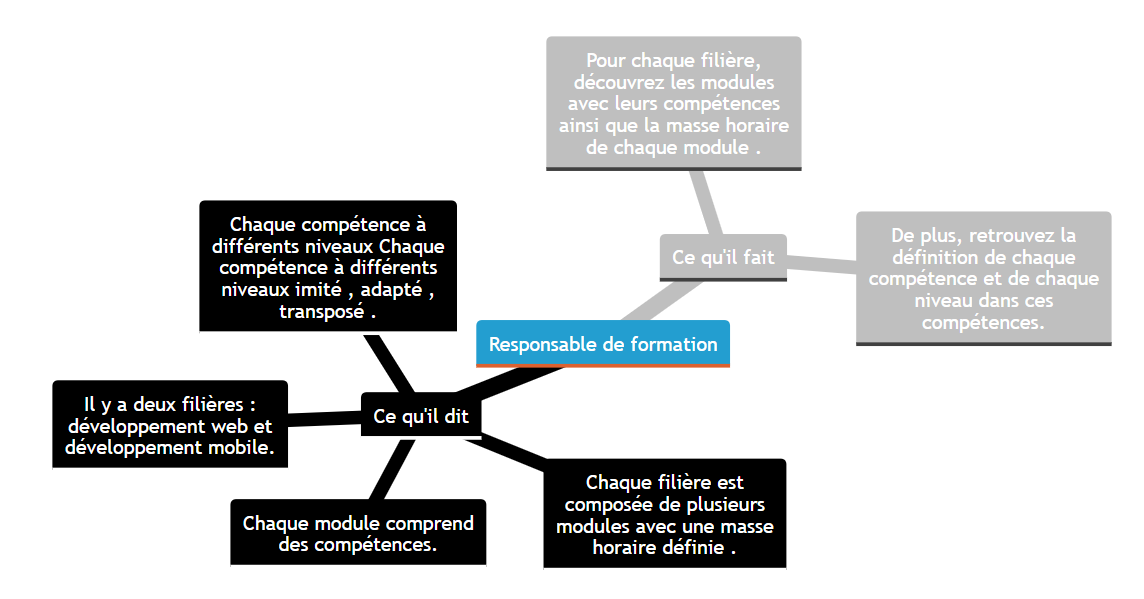 Pour chaque filière,
découvrez les modules
avec leurs compétences
ainsi que la masse horaire
de chaque module .
Chaque compétence à
différents niveaux Chaque
compétence à différents
niveaux imité , adapté ,
transposé .
Ce qu'il fait
De plus, retrouvez la
définition de chaque
compétence et de chaque
niveau dans ces
compétences.
Responsable de formation
Il y a deux filières :
développement web et
développement mobile.
Ce qu'il dit
Chaque module comprend
des compétences.
Chaque filière est
composée de plusieurs
modules avec une masse
horaire définie .